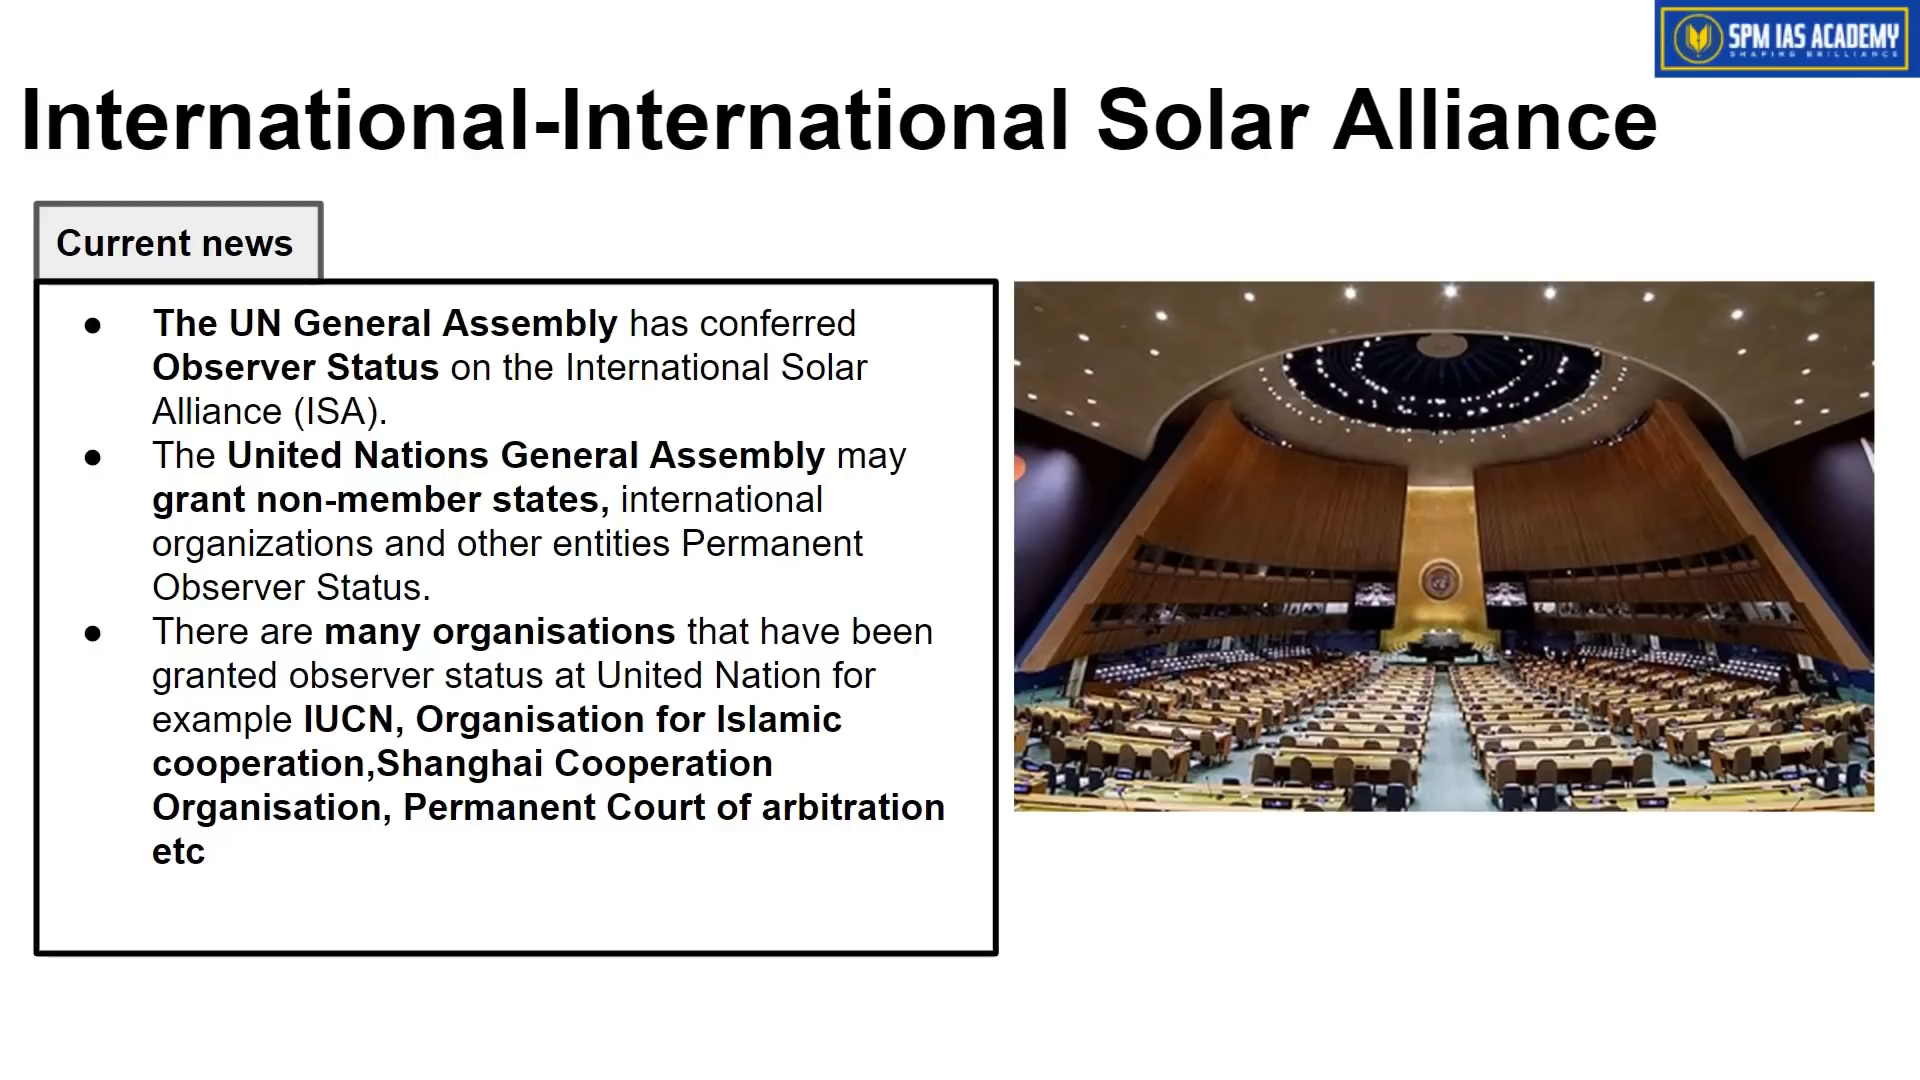 SPM IAS ACADEMY
SHAPING BRILLIANCE
International-International Solar Alliance
Current news
● The UN General Assembly has conferred
Observer Status on the International Solar
Alliance (ISA).
● The United Nations General Assembly may
grant non-member states, international
organizations and other entities Permanent
Observer Status.
● There are many organisations that have been
granted observer status at United Nation for
example IUCN, Organisation for Islamic
cooperation,Shanghai Cooperation
Organisation, Permanent Court of arbitration
etc